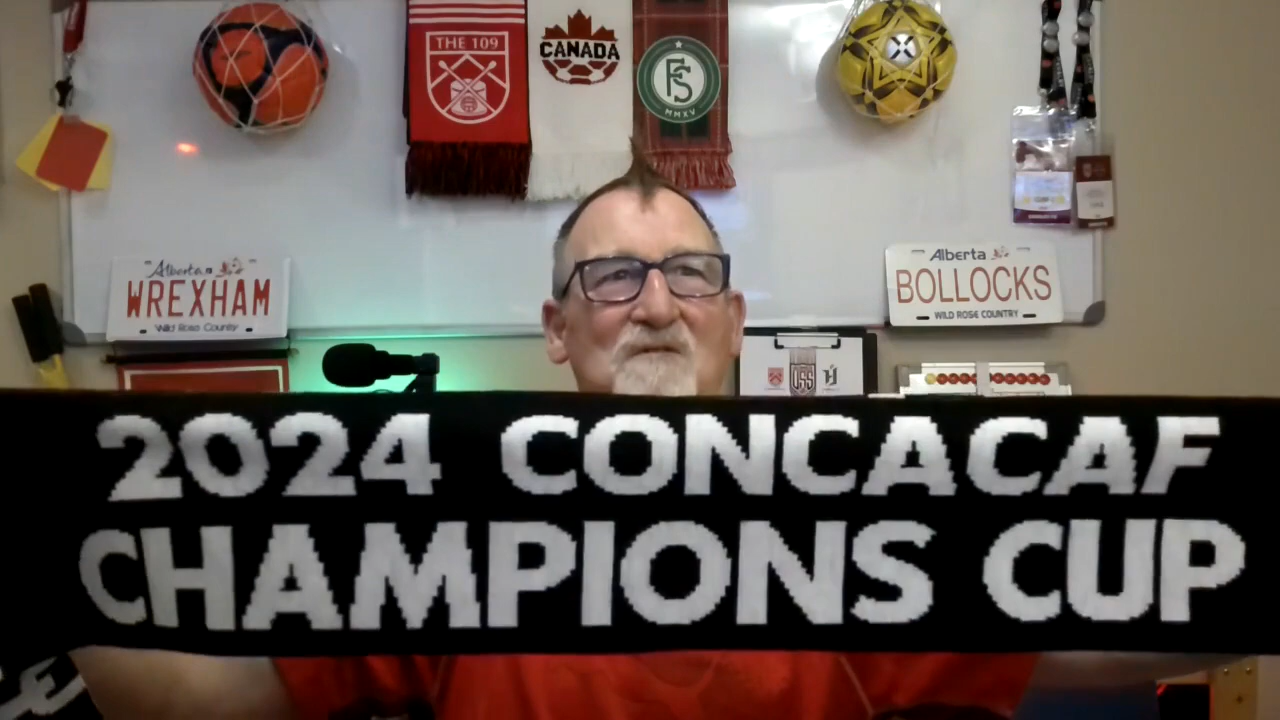 THE 109
CANADA
FS
MMXV
Alberta
WREXHAM
Wild Rose Country
Alberta
BOLLOCKS
WILD ROSE COUNTRY
USS
2024 CONCACAF
CHAMPIONS CUP